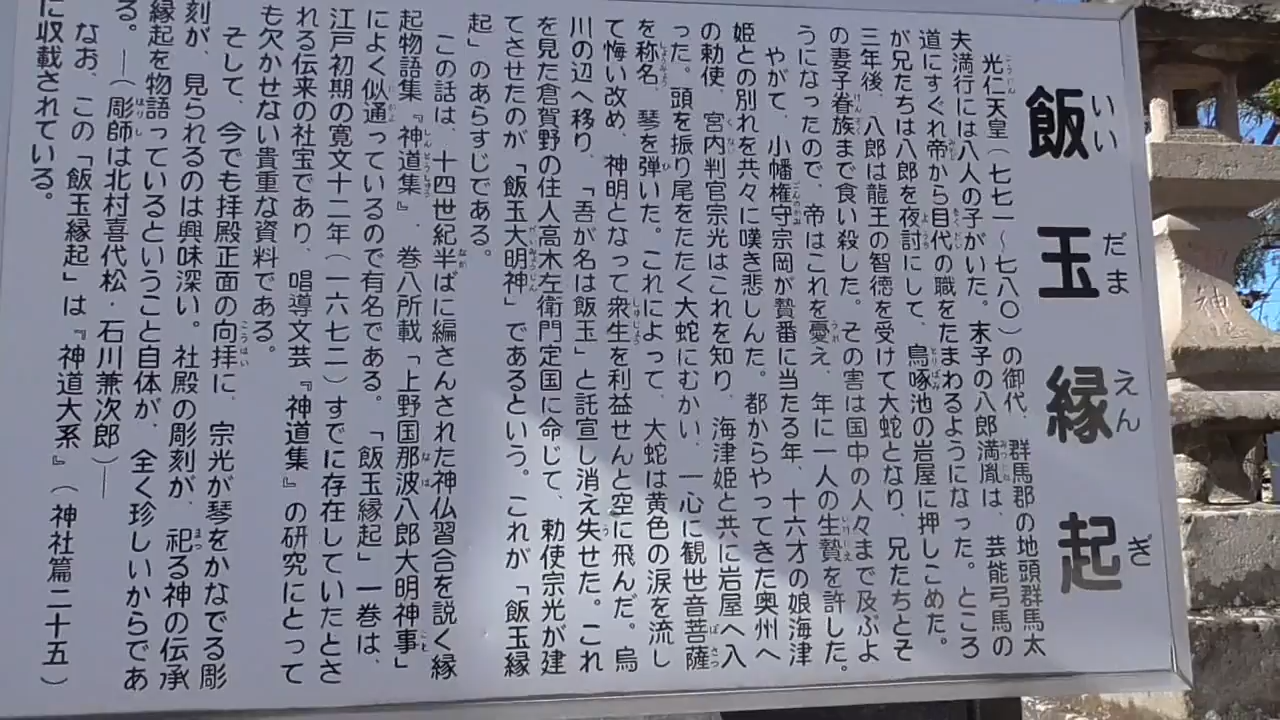 飯玉縁起
光仁天皇(七七一〜七八〇)の御代、群馬郡の地頭群馬太
夫満行には八人の子がいた。末子の八郎満胤は、芸能弓馬の
道にすぐれ帝から目代の職をたまわるようになった。ところ
が兄たちは八郎を夜討にして、鳥啄池の岩屋に押しこめた。
三年後、八郎は龍王の智徳を受けて大蛇となり、兄たちとそ
の妻子眷族まで食い殺した。その害は国中の人々まで及ぶよ
うになったので、帝はこれを憂え、年に一人の生贄を許した。
やがて、小幡権守宗岡が贄番に当たる年、十六才の娘海津
姫との別れを共々に嘆き悲しんだ。都からやってきた奥州へ
の勅使、宮内判官宗光はこれを知り、海津姫と共に岩屋へ入
った。頭を振り尾をたたく大蛇にむかい、一心に観世音菩薩
を称名、琴を弾いた。これによって、大蛇は黄色の涙を流し
て悔い改め、神明となって衆生を利益せんと空に飛んだ。烏
川の辺へ移り、「吾が名は飯玉」と託宣し消え失せた。これ
を見た倉賀野の住人高木左衛門定国に命じて、勅使宗光が建
てさせたのが「飯玉大明神」であるという。これが「飯玉縁
起」のあらすじである。
この話は、十四世紀半ばに編さんされた神仏習合を説く縁
起物語集『神道集』、巻八所載「上野国那波八郎大明神事」
によく似通っているので有名である。「飯玉縁起」一巻は、
江戸初期の寛文十二年(一六七二)すでに存在していたとさ
れる伝来の社宝であり、唱導文芸『神道集』の研究にとって
も欠かせない貴重な資料である。
そして、今でも拝殿正面の向拝に、宗光が琴をかなでる彫
刻が、見られるのは興味深い。社殿の彫刻が、祀る神の伝承
縁起を物語っているということ自体が、全く珍しいからであ
る。―(彫師は北村喜代松・石川兼次郎)―
なお、この「飯玉縁起」は『神道大系』(神社篇二十五)
に収載されている。